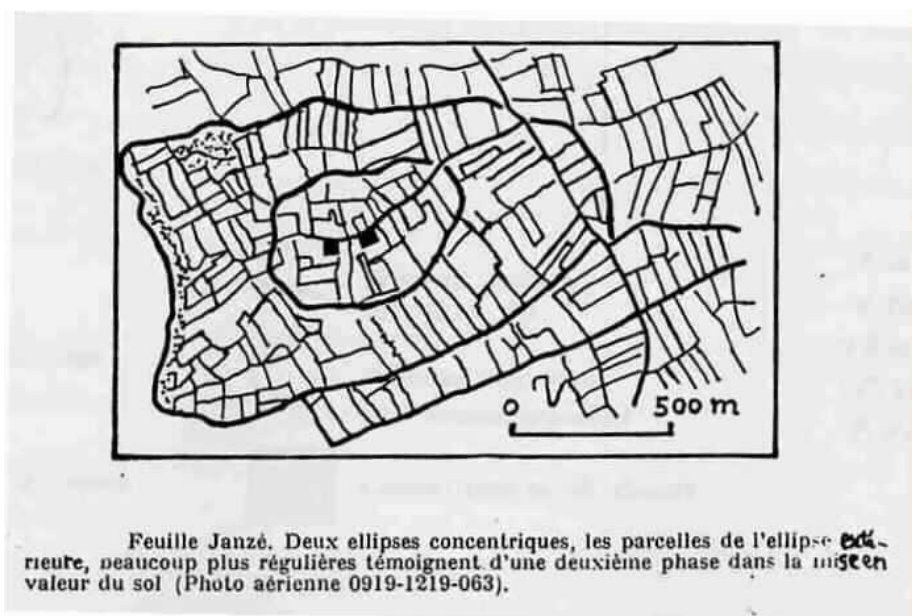 0 500 m
Feuille Janzé. Deux ellipses concentriques, les parcelles de l'ellipse exté-
rieure, beaucoup plus régulières témoignent d'une deuxième phase dans la mise en
valeur du sol (Photo aérienne 0919-1219-063).